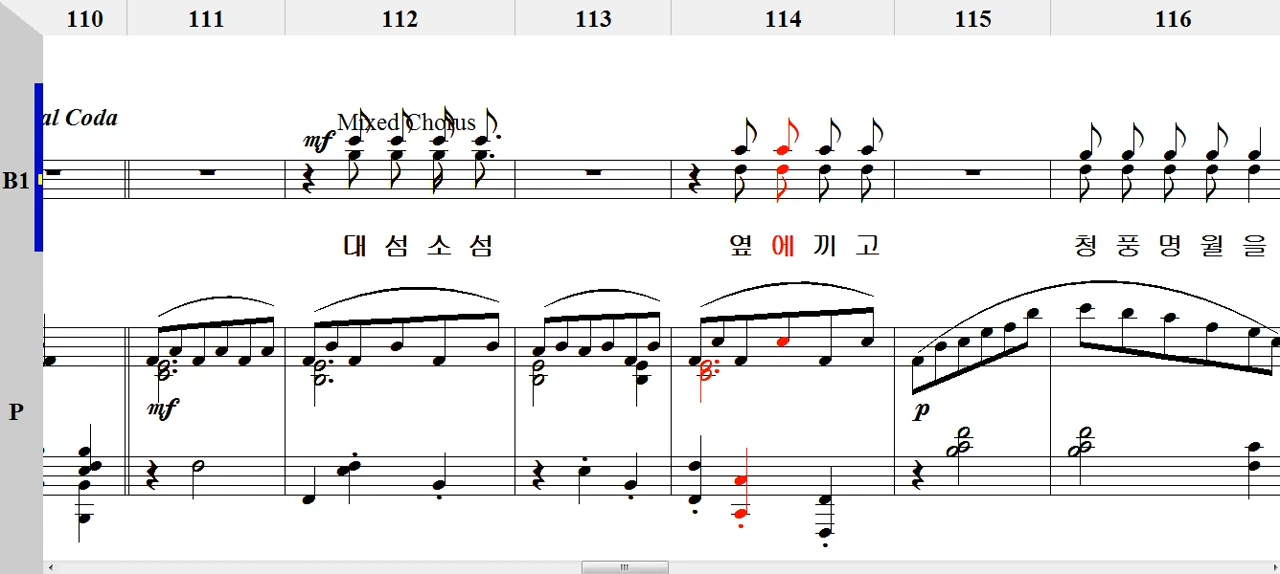 110 111 112 113 114 115 116
al Coda
Mixed Chorus
mf
B1
대 섬 소 섬 옆 에 끼 고 청 풍 명 월 을
mf p
P